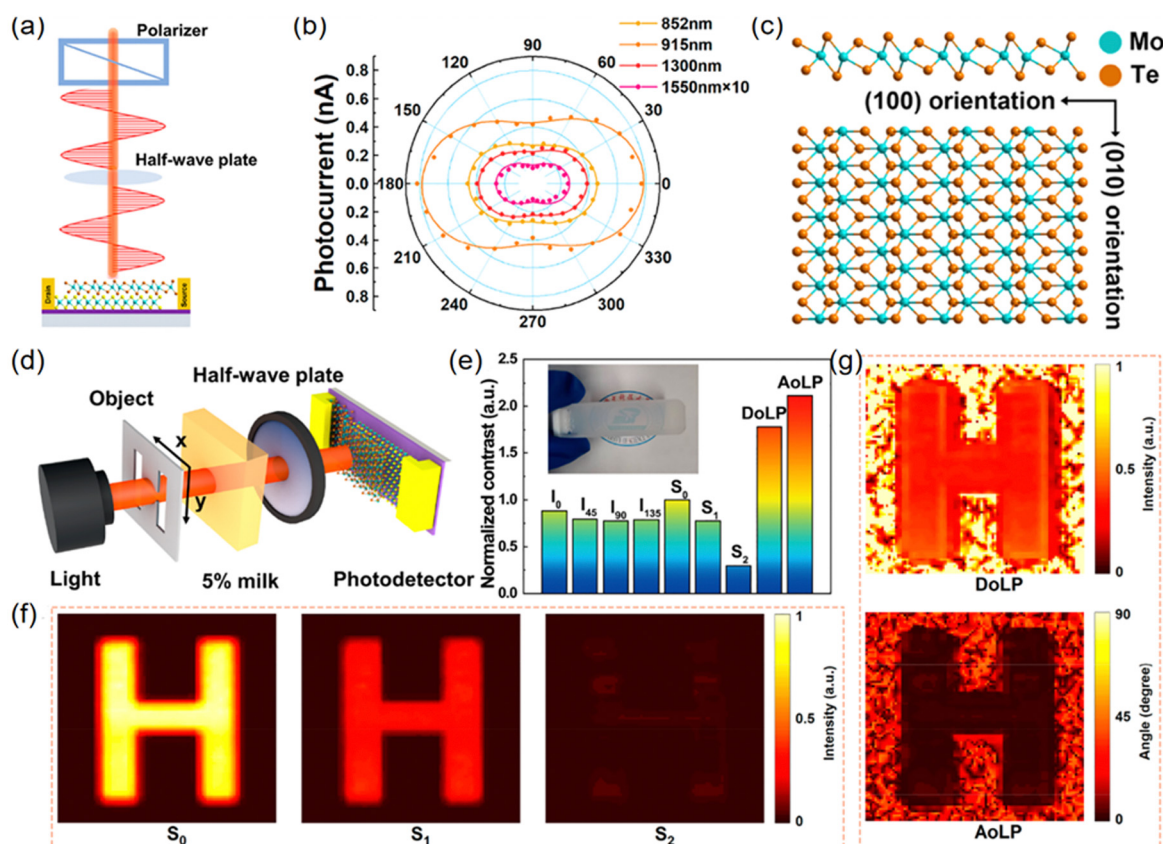 (a)
Polarizer
Half-wave plate
Drain
Source
(b)
Photocurrent (nA)
0.8
0.6
0.4
0.2
0.0
0.2
0.4
0.6
0.8
90
60
30
0
330
300
270
240
210
180
150
120
852nm
915nm
1300nm
1550nm×10
(c)
Mo
Te
(100) orientation
(010) orientation
(d)
Half-wave plate
Object
x
y
Light
5% milk
Photodetector
(e)
Normalized contrast (a.u.)
2.5
2.0
1.5
1.0
0.5
0.0
I0
I45
I90
I135
S0
S1
S2
DoLP
AoLP
(f)
S0
S1
S2
1
0.5
0
Intensity (a.u.)
(g)
1
0.5
0
Intensity (a.u.)
DoLP
90
45
0
Angle (degree)
AoLP